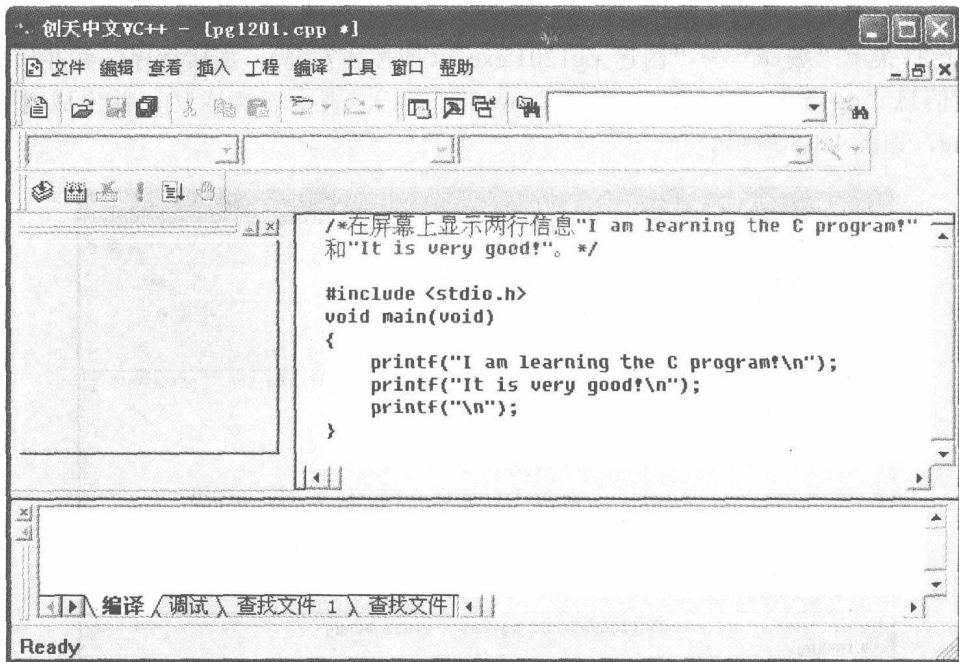 创天中文VC++ - [pg1201.cpp *]
文件 编辑 查看 插入 工程 编译 工具 窗口 帮助
/*在屏幕上显示两行信息"I am learning the C program!"
和"It is very good!"。*/
#include <stdio.h>
void main(void)
{
printf("I am learning the C program!\n");
printf("It is very good!\n");
printf("\n");
}
编译 调试 查找文件 1 查找文件
Ready